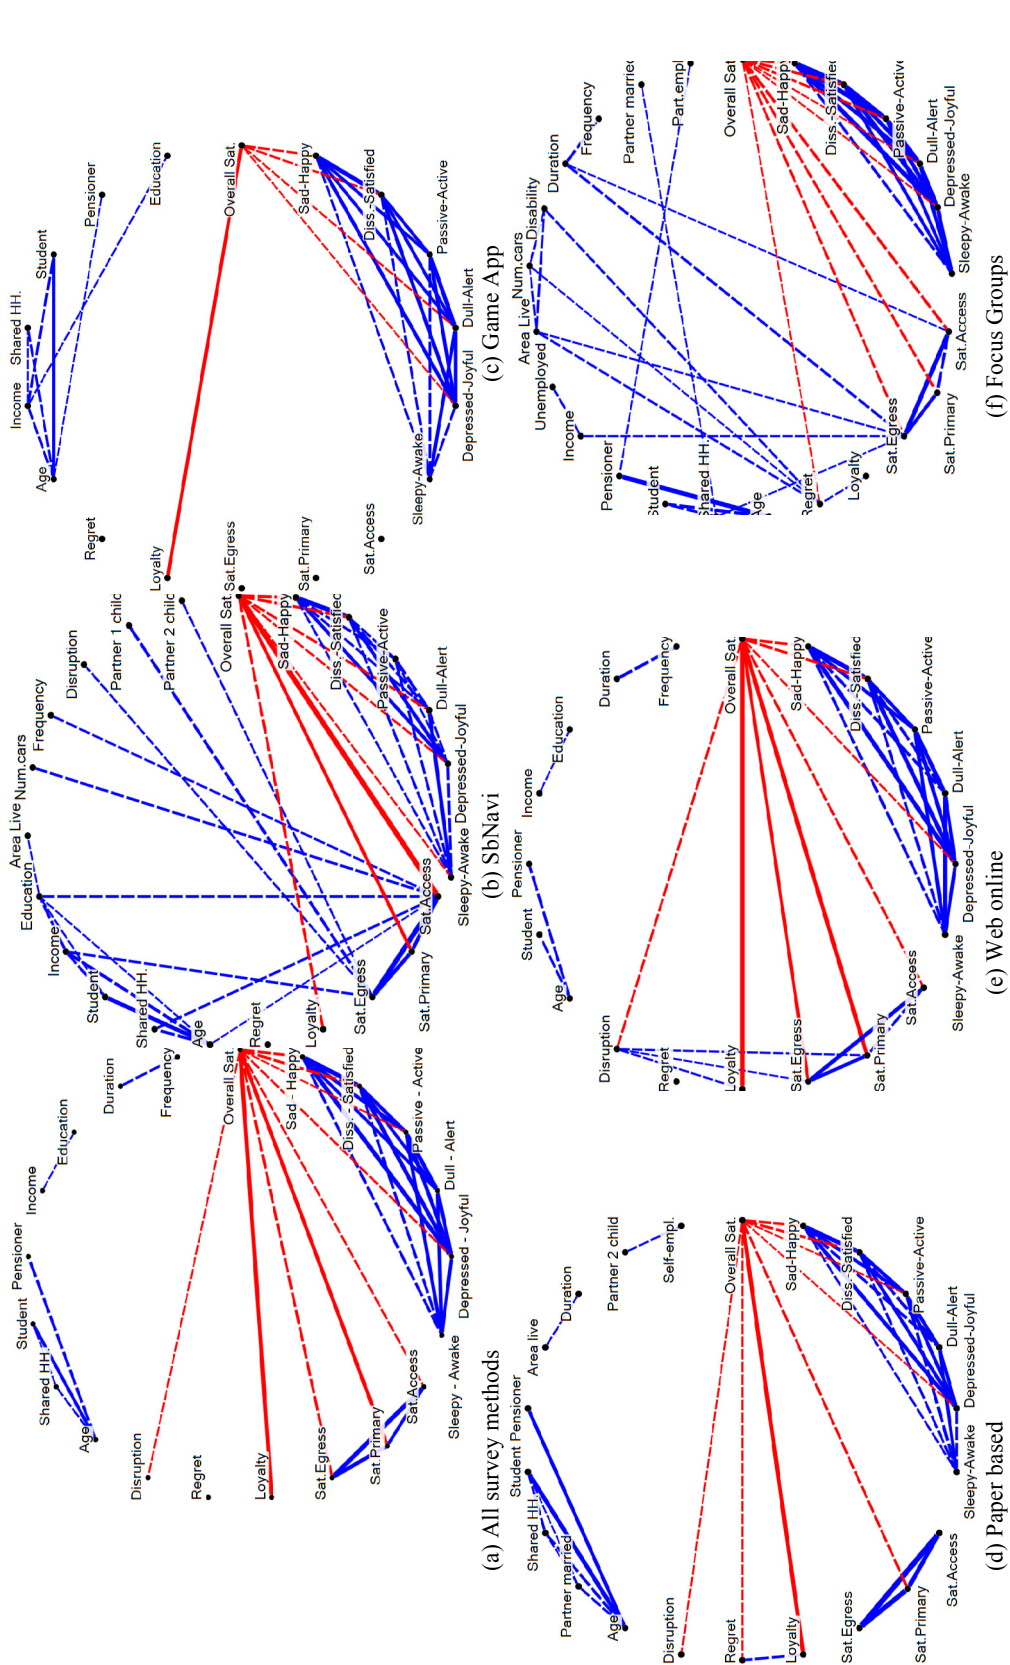 Age
Shared HH.
Student
Pensioner
Income
Education
Duration
Frequency
Disruption
Regret
Loyalty
Sat.Egress
Sat.Primary
Sat.Access
Sleepy - Awake
Depressed - Joyful
Dull - Alert
Passive - Active
Diss. - Satisfied
Sad - Happy
Overall Sat.
(a) All survey methods
Age
Shared HH.
Student
Income
Education
Area Live
Num.cars
Frequency
Disruption
Partner 1 child
Partner 2 child
Regret
Loyalty
Sat.Egress
Sat.Primary
Sat.Access
Sleepy-Awake
Depressed-Joyful
Dull-Alert
Passive-Active
Diss.-Satisfied
Sad-Happy
Overall Sat.
(b) SbNavi
Age
Income
Shared HH.
Student
Pensioner
Education
Regret
Loyalty
Sat.Egress
Sat.Primary
Sat.Access
Sleepy-Awake
Depressed-Joyful
Dull-Alert
Passive-Active
Diss.-Satisfied
Sad-Happy
Overall Sat.
(c) Game App
Age
Partner married
Shared HH.
Student
Pensioner
Area live
Duration
Partner 2 child
Self-empl.
Disruption
Regret
Loyalty
Sat.Egress
Sat.Primary
Sat.Access
Sleepy-Awake
Depressed-Joyful
Dull-Alert
Passive-Active
Diss.-Satisfied
Sad-Happy
Overall Sat.
(d) Paper based
Age
Student
Pensioner
Income
Education
Duration
Frequency
Disruption
Regret
Loyalty
Sat.Egress
Sat.Primary
Sat.Access
Sleepy-Awake
Depressed-Joyful
Dull-Alert
Passive-Active
Diss.-Satisfied
Sad-Happy
Overall Sat.
(e) Web online
Age
Shared HH.
Student
Pensioner
Income
Unemployed
Area Live
Num.cars
Disability
Duration
Frequency
Partner married
Part.empl
Regret
Loyalty
Sat.Egress
Sat.Primary
Sat.Access
Sleepy-Awake
Depressed-Joyful
Dull-Alert
Passive-Active
Diss.-Satisfied
Sad-Happy
Overall Sat
(f) Focus Groups